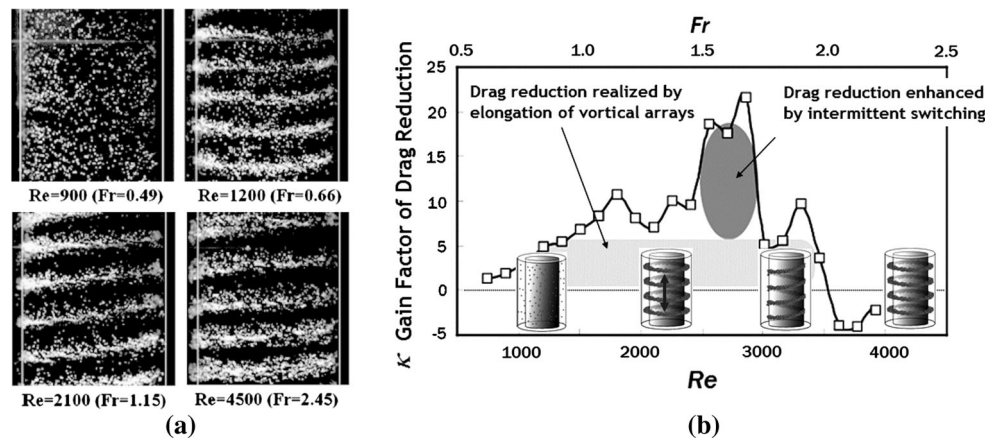 Re=900 (Fr=0.49)
Re=1200 (Fr=0.66)
Re=2100 (Fr=1.15)
Re=4500 (Fr=2.45)
(a)
Fr
0.5 1.0 1.5 2.0 2.5
25
20
15
10
5
0
-5
κ Gain Factor of Drag Reduction
Drag reduction realized by
elongation of vortical arrays
Drag reduction enhanced
by intermittent switching
1000 2000 3000 4000
Re
(b)